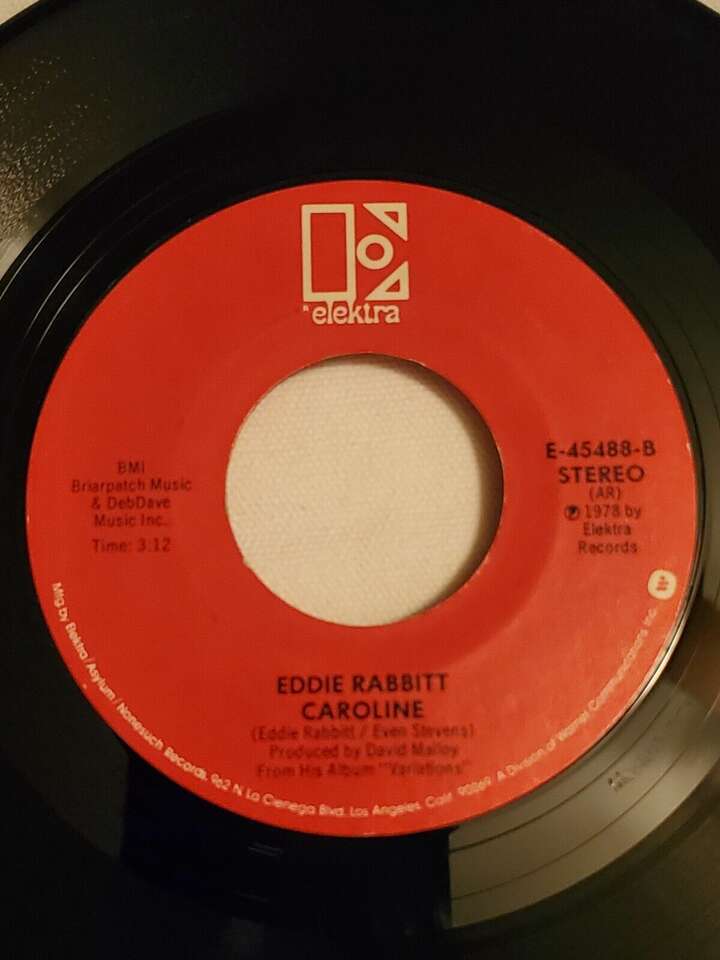 elektra
BMI
Briarpatch Music
& DebDave
Music Inc.
Time: 3.12
E-45488-B
STEREO
(AR)
℗ 1978 by
Elektra
Records
EDDIE RABBITT
CAROLINE
(Eddie Rabbitt / Even Stevens)
Produced by David Malloy
From His Album "Variations"
Mfg by Elektra/Asylum/Nonesuch Records, 962 N. La Cienega Blvd. Los Angeles, Calif. 90069. A Division of Warner Communications Inc.